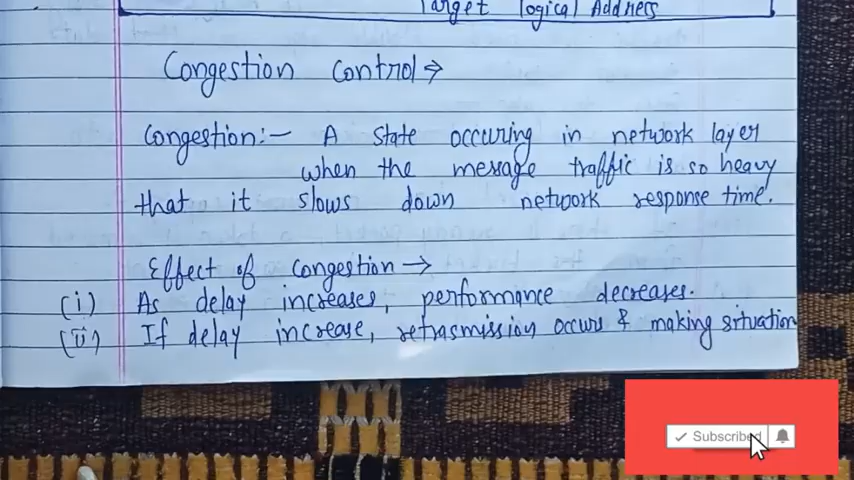 Target logical Address
Congestion Control →
Congestion:- A state occuring in network layer
when the message traffic is so heavy
that it slows down network response time.
Effect of congestion →
(i) As delay increases, performance decreases.
(ii) If delay increase, retrasmission occurs & making situation
Subscribed